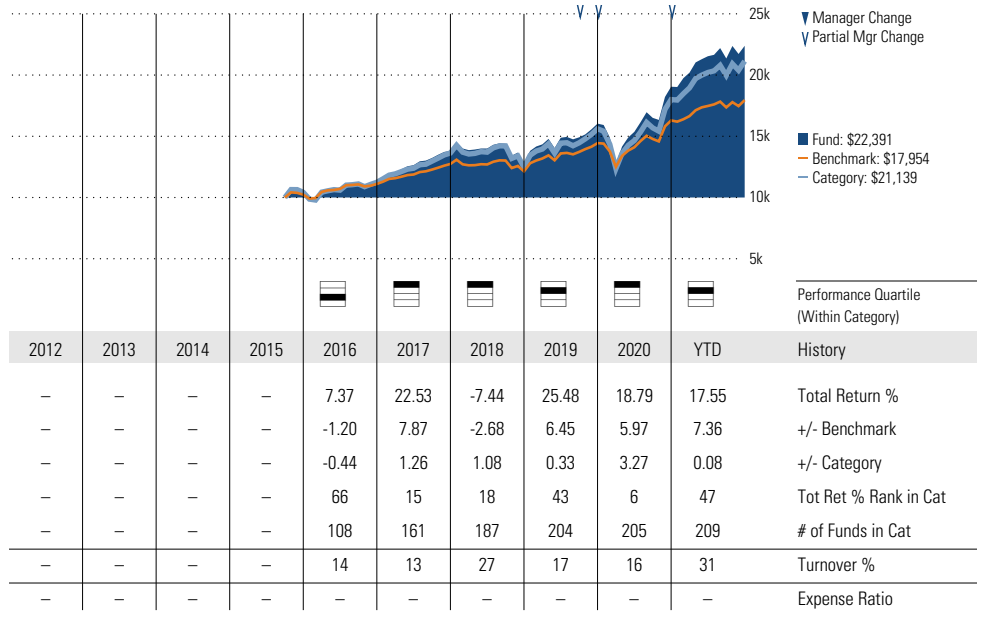 25k
20k
15k
10k
5k
Manager Change
Partial Mgr Change
Fund: $22,391
Benchmark: $17,954
Category: $21,139
Performance Quartile
(Within Category)
2012 2013 2014 2015 2016 2017 2018 2019 2020 YTD History
– – – – 7.37 22.53 -7.44 25.48 18.79 17.55 Total Return %
– – – – -1.20 7.87 -2.68 6.45 5.97 7.36 +/- Benchmark
– – – – -0.44 1.26 1.08 0.33 3.27 0.08 +/- Category
– – – – 66 15 18 43 6 47 Tot Ret % Rank in Cat
– – – – 108 161 187 204 205 209 # of Funds in Cat
– – – – 14 13 27 17 16 31 Turnover %
– – – – – – – – – – Expense Ratio